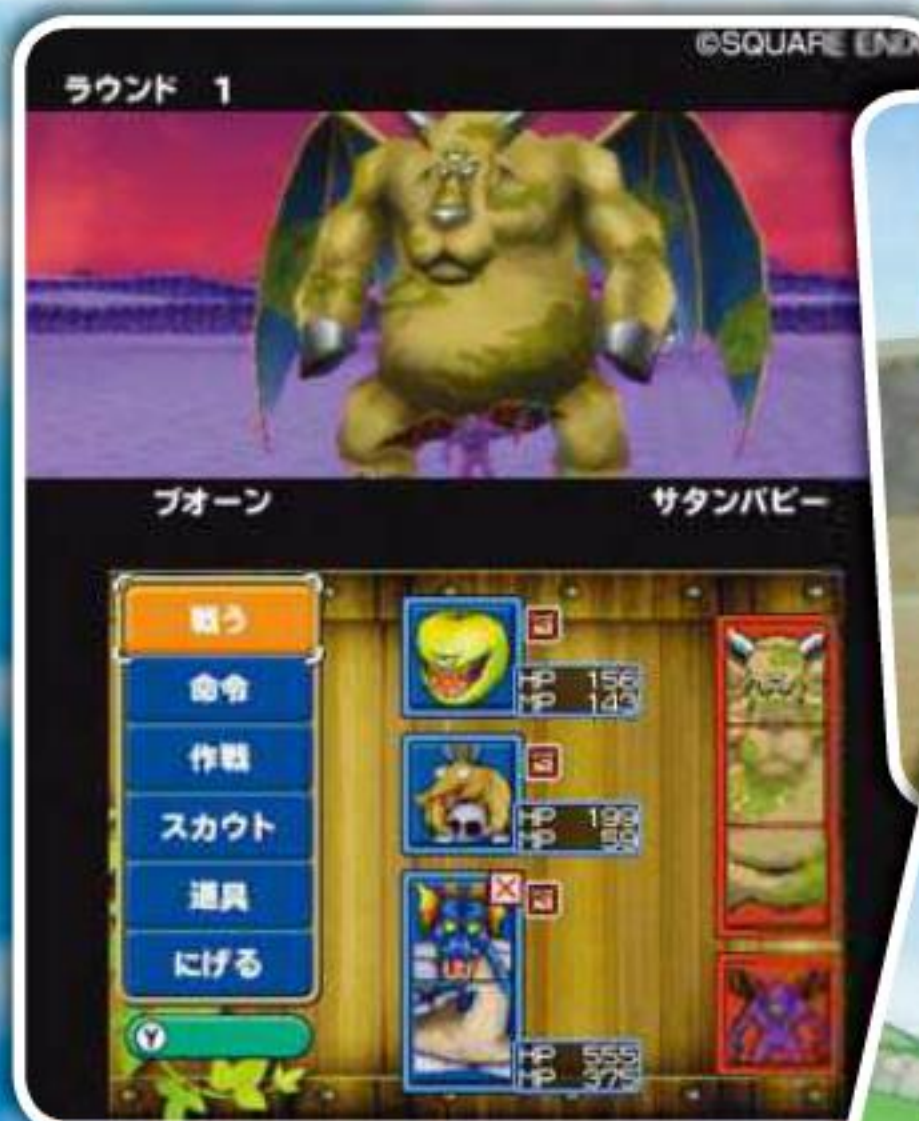 ©SQUARE EN
ラウンド 1
ブオーン サタンパピー
戦う
命令
作戦
スカウト
道具
にげる
Y
HP 156
MP 143
HP 199
MP 59
HP 555
MP 375